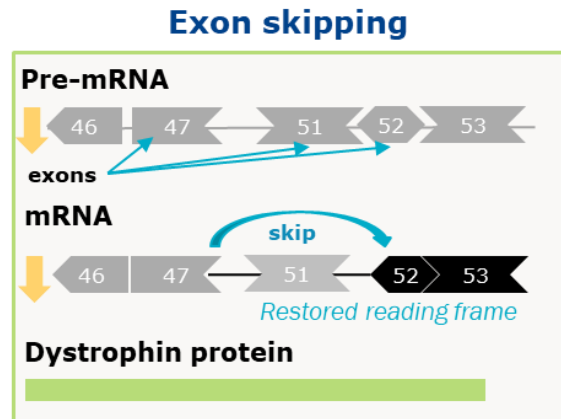 Exon skipping
Pre-mRNA
46 47 51 52 53
exons
mRNA
skip
46 47 51 52 53
Restored reading frame
Dystrophin protein